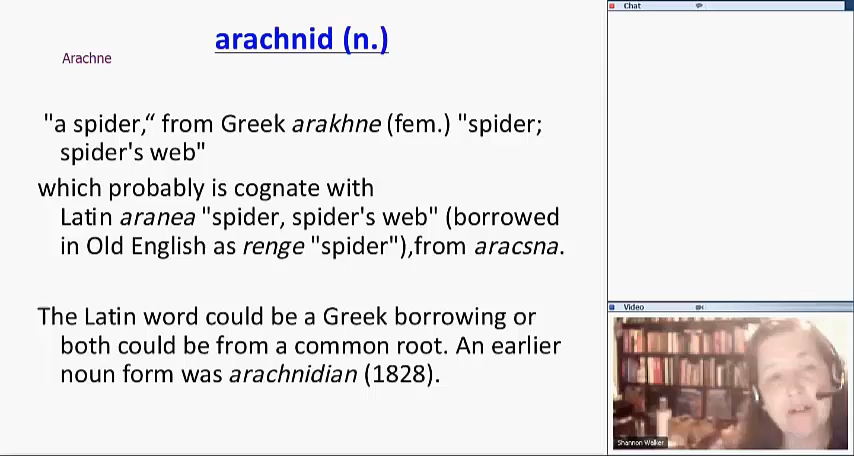 arachnid (n.)
Arachne
"a spider,“ from Greek arakhne (fem.) "spider;
spider's web"
which probably is cognate with
Latin aranea "spider, spider's web" (borrowed
in Old English as renge "spider"),from aracsna.
The Latin word could be a Greek borrowing or
both could be from a common root. An earlier
noun form was arachnidian (1828).
Chat
Video
Shannon Walker